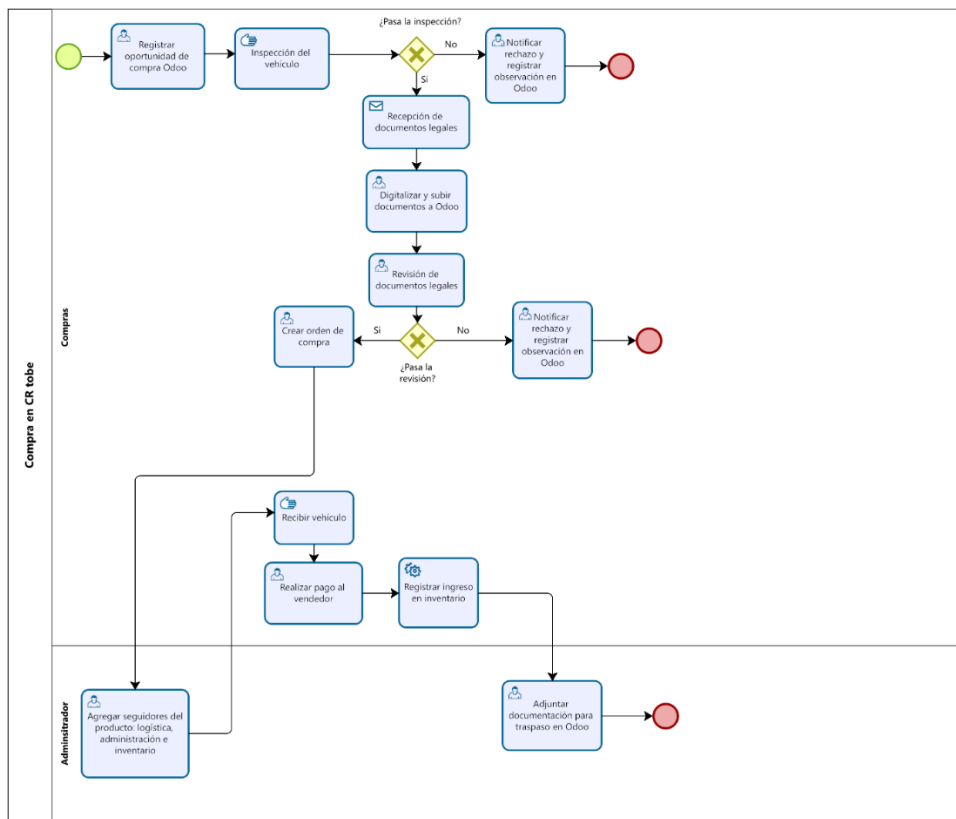 ¿Pasa la inspección?
Registrar
oportunidad de
compra Odoo
Inspección del
vehículo
No
Notificar
rechazo y
registrar
observación en
Odoo
Si
Recepción de
documentos legales
Digitalizar y subir
documentos a Odoo
Revisión de
documentos legales
Crear orden de
compra
Si
No
¿Pasa la
revisión?
Notificar
rechazo y
registrar
observación en
Odoo
Compras
Compra en CR tobe
Recibir vehículo
Realizar pago al
vendedor
Registrar ingreso
en inventario
Adminsitrador
Agregar seguidores del
producto: logística,
administración e
inventario
Adjuntar
documentación para
traspaso en Odoo